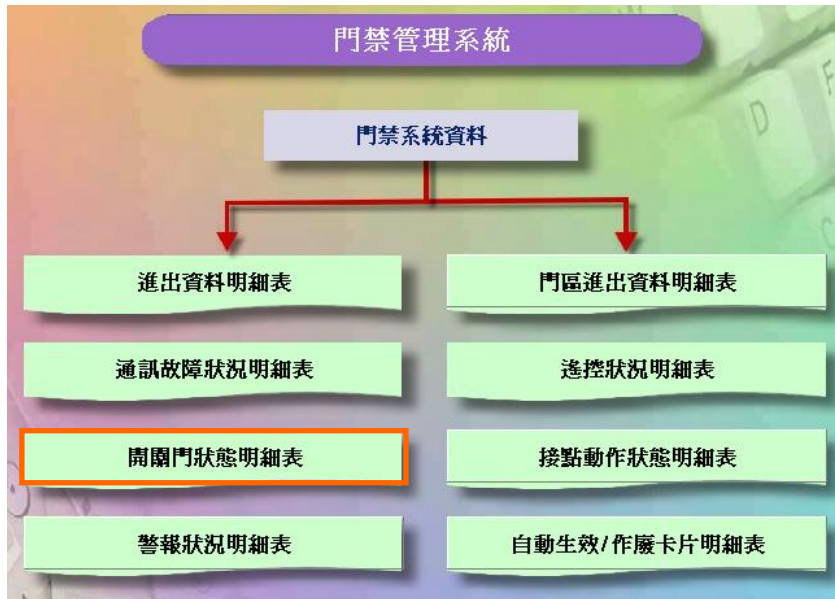 門禁管理系統
F
D
門禁系統資料
進出資料明細表
門區進出資料明細表
通訊故障狀況明細表
遙控狀況明細表
開關門狀態明細表
接點動作狀態明細表
警報狀況明細表
自動生效/作廢卡片明細表